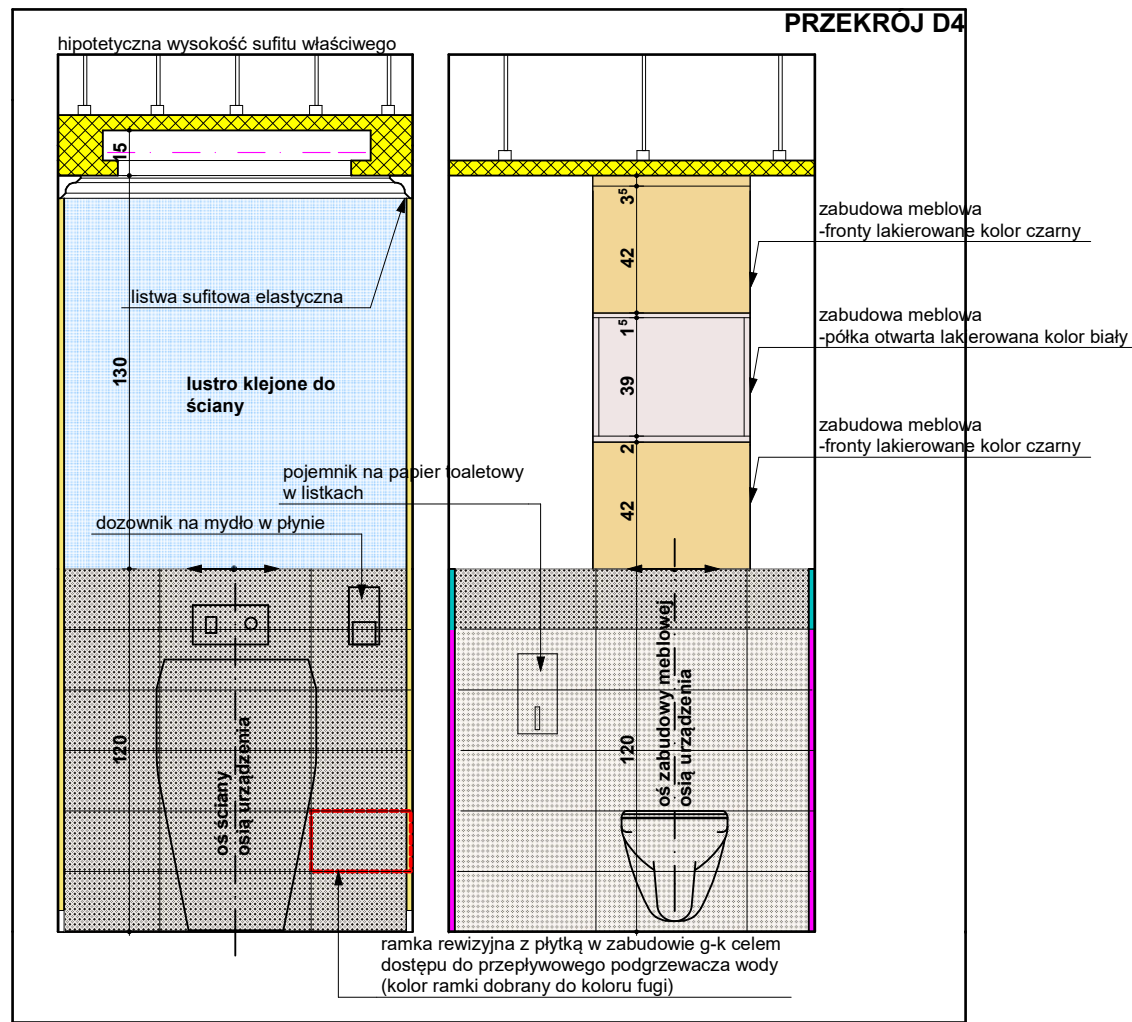 PRZEKRÓJ D4
hipotetyczna wysokość sufitu właściwego
15
listwa sufitowa elastyczna
130
lustro klejone do
ściany
dozownik na mydło w płynie
120
oś ściany
osią urządzenia
ramka rewizyjna z płytką w zabudowie g-k celem
dostępu do przepływowego podgrzewacza wody
(kolor ramki dobrany do koloru fugi)
3⁵
42
1⁵
39
2
42
120
zabudowa meblowa
-fronty lakierowane kolor czarny
zabudowa meblowa
-półka otwarta lakierowana kolor biały
zabudowa meblowa
-fronty lakierowane kolor czarny
pojemnik na papier toaletowy
w listkach
oś zabudowy meblowej
osią urządzenia